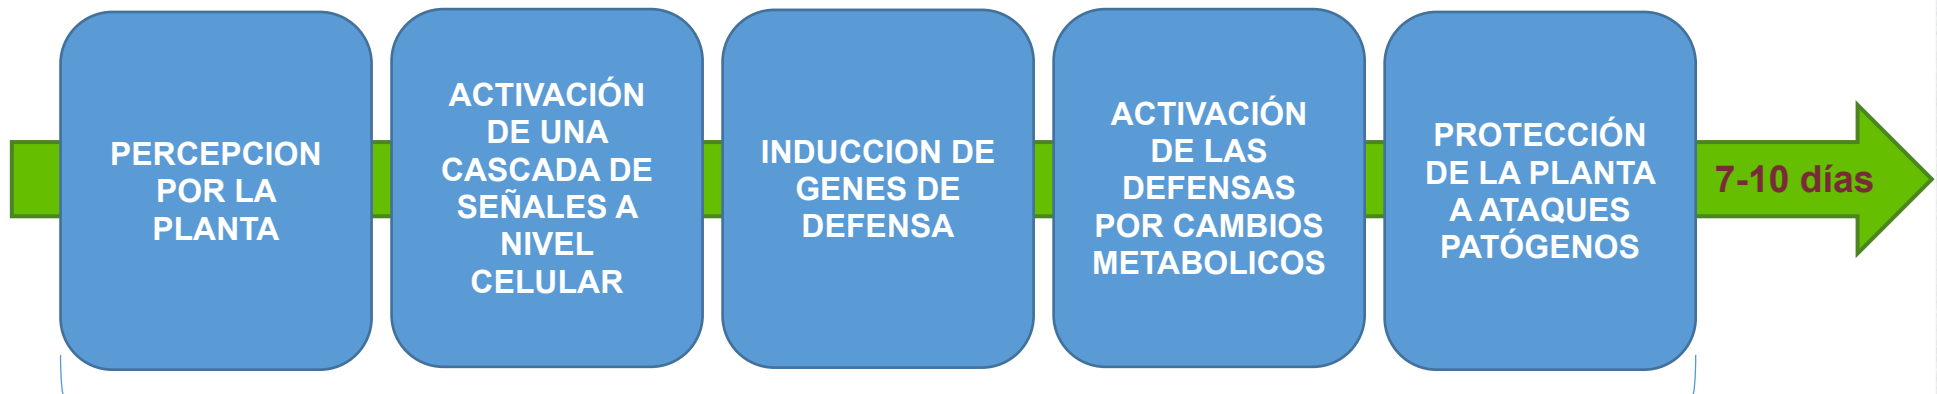 PERCEPCION
POR LA
PLANTA
ACTIVACIÓN
DE UNA
CASCADA DE
SEÑALES A
NIVEL
CELULAR
INDUCCION DE
GENES DE
DEFENSA
ACTIVACIÓN
DE LAS
DEFENSAS
POR CAMBIOS
METABOLICOS
PROTECCIÓN
DE LA PLANTA
A ATAQUES
PATÓGENOS
7-10 días